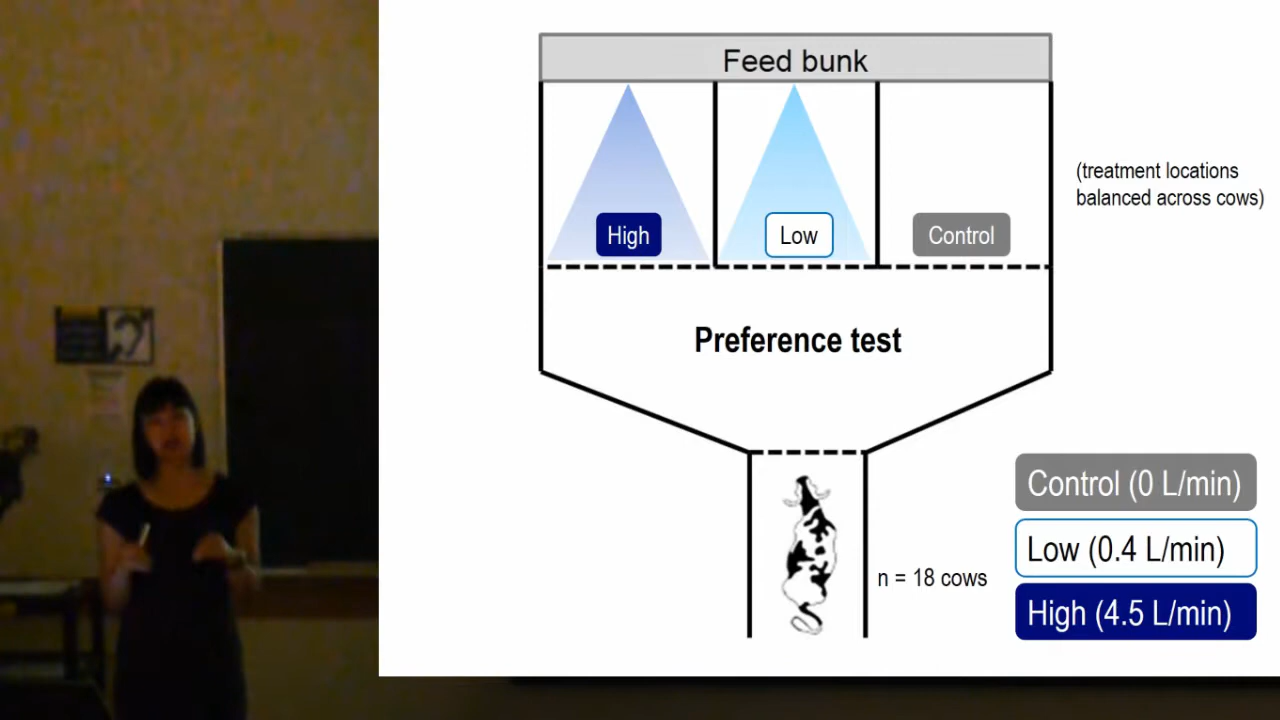 Feed bunk
High
Low
Control
(treatment locations
balanced across cows)
Preference test
n = 18 cows
Control (0 L/min)
Low (0.4 L/min)
High (4.5 L/min)